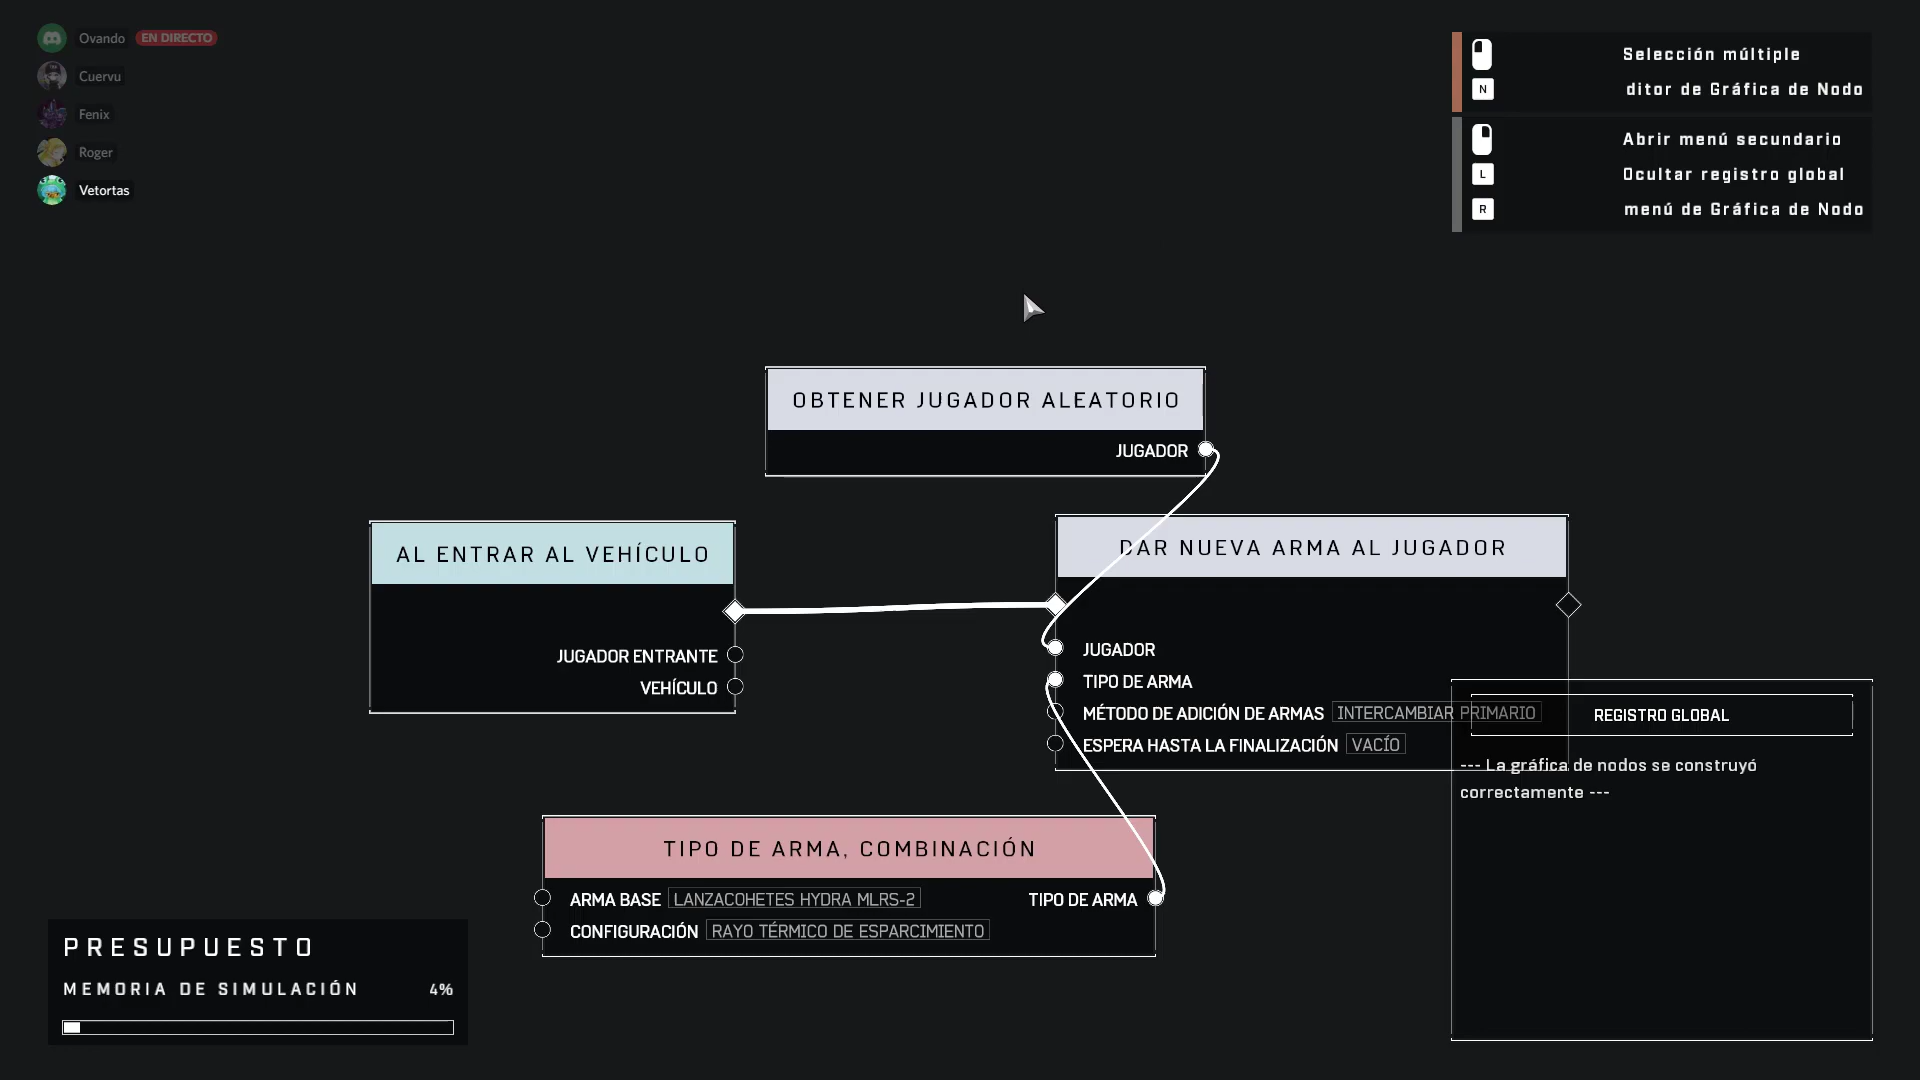 Ovando EN DIRECTO
Cuervu
Fenix
Roger
Vetortas
Selección múltiple
N ditor de Gráfica de Nodo
Abrir menú secundario
L Ocultar registro global
R menú de Gráfica de Nodo
OBTENER JUGADOR ALEATORIO
JUGADOR
AL ENTRAR AL VEHÍCULO
JUGADOR ENTRANTE
VEHÍCULO
DAR NUEVA ARMA AL JUGADOR
JUGADOR
TIPO DE ARMA
MÉTODO DE ADICIÓN DE ARMAS INTERCAMBIAR PRIMARIO
ESPERA HASTA LA FINALIZACIÓN VACÍO
REGISTRO GLOBAL
--- La gráfica de nodos se construyó
correctamente ---
TIPO DE ARMA, COMBINACIÓN
ARMA BASE LANZACOHETES HYDRA MLRS-2 TIPO DE ARMA
CONFIGURACIÓN RAYO TÉRMICO DE ESPARCIMIENTO
PRESUPUESTO
MEMORIA DE SIMULACIÓN 4%